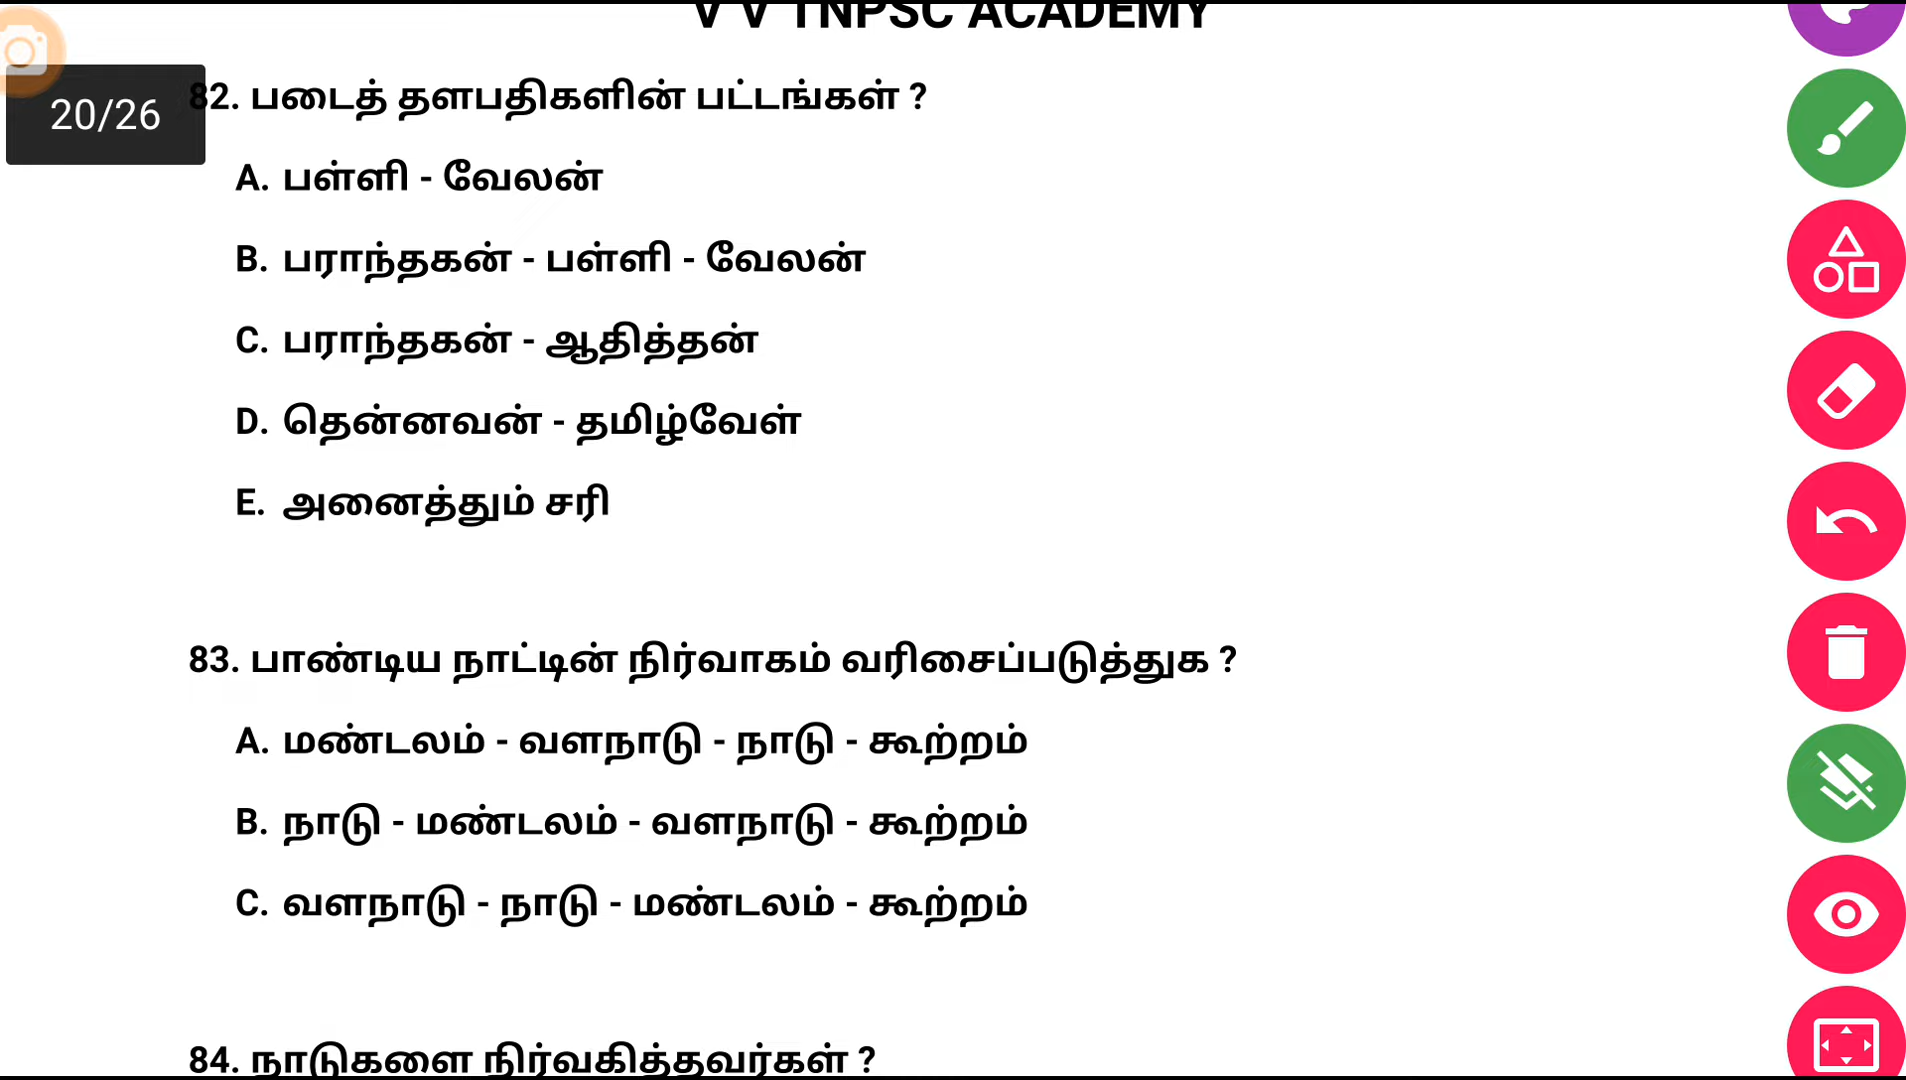 V V TNPSC ACADEMY
20/26
82. படைத் தளபதிகளின் பட்டங்கள் ?
A. பள்ளி - வேலன்
B. பராந்தகன் - பள்ளி - வேலன்
C. பராந்தகன் - ஆதித்தன்
D. தென்னவன் - தமிழ்வேள்
E. அனைத்தும் சரி
83. பாண்டிய நாட்டின் நிர்வாகம் வரிசைப்படுத்துக ?
A. மண்டலம் - வளநாடு - நாடு - கூற்றம்
B. நாடு - மண்டலம் - வளநாடு - கூற்றம்
C. வளநாடு - நாடு - மண்டலம் - கூற்றம்
84. நாடுகளை நிர்வகித்தவர்கள் ?